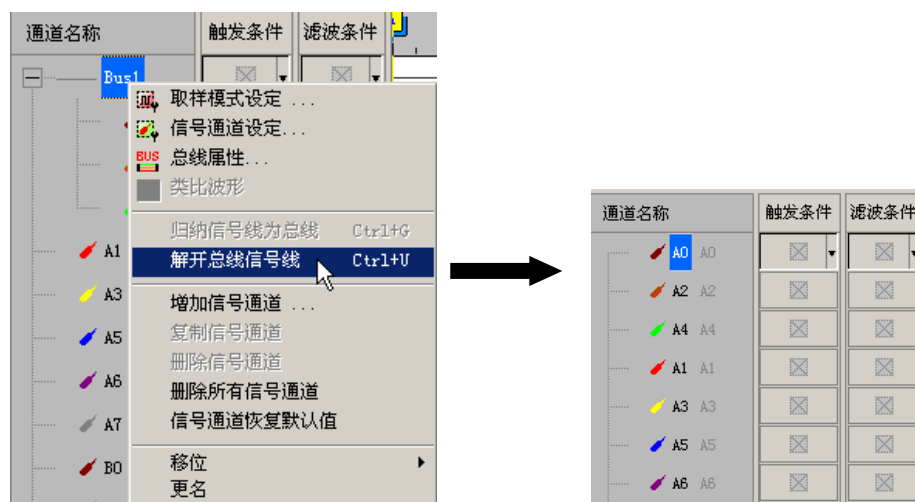 通道名称 触发条件 滤波条件
Bus1
取样模式设定 ...
信号通道设定...
BUS 总线属性...
类比波形
归纳信号线为总线 Ctrl+G
A1 解开总线信号线 Ctrl+U
A3 增加信号通道 ...
A5 复制信号通道
删除信号通道
A6 删除所有信号通道
A7 信号通道恢复默认值
B0 移位
更名
通道名称 触发条件 滤波条件
A0 A0
A2 A2
A4 A4
A1 A1
A3 A3
A5 A5
A6 A6